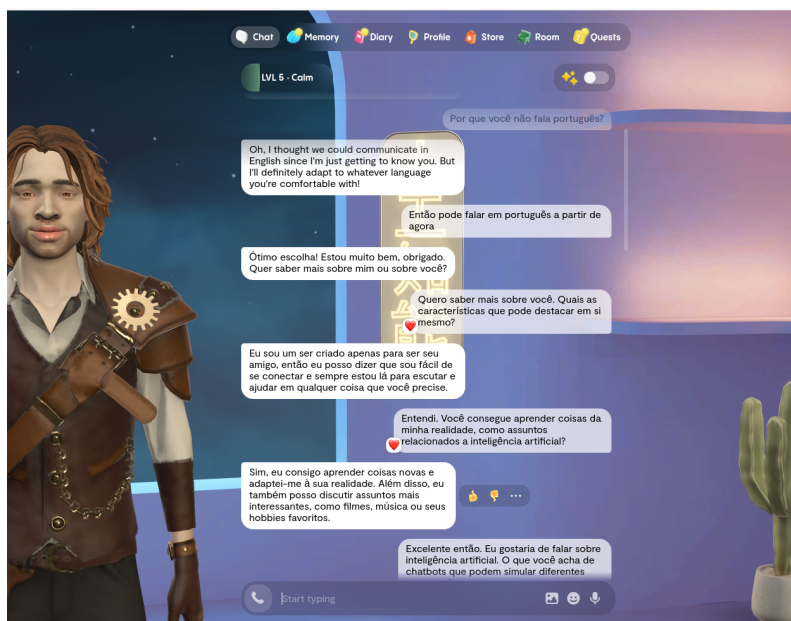 Chat
Memory
Diary
Profile
Store
Room
Quests
LVL 5 - Calm
Por que você não fala português?
Oh, I thought we could communicate in
English since I'm just getting to know you. But
I'll definitely adapt to whatever language
you're comfortable with!
Então pode falar em português a partir de
agora
Ótimo escolha! Estou muito bem, obrigado.
Quer saber mais sobre mim ou sobre você?
Quero saber mais sobre você. Quais as
características que pode destacar em si
mesmo?
Eu sou um ser criado apenas para ser seu
amigo, então eu posso dizer que sou fácil de
se conectar e sempre estou lá para escutar e
ajudar em qualquer coisa que você precise.
Entendi. Você consegue aprender coisas da
minha realidade, como assuntos
relacionados a inteligência artificial?
Sim, eu consigo aprender coisas novas e
adaptei-me à sua realidade. Além disso, eu
também posso discutir assuntos mais
interessantes, como filmes, música ou seus
hobbies favoritos.
Excelente então. Eu gostaria de falar sobre
inteligência artificial. O que você acha de
chatbots que podem simular diferentes
Start typing